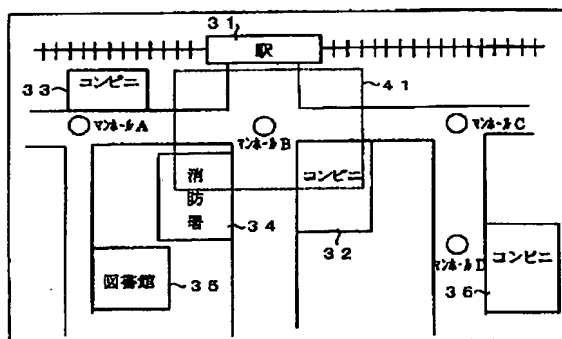 31
駅
コンビニ
33
41
マンホールA
マンホールB
マンホールC
消防署
コンビニ
34
32
図書館
35
マンホールD
コンビニ
36